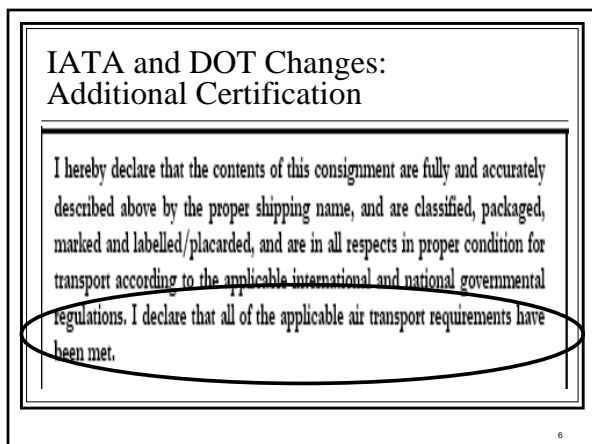 IATA and DOT Changes:
Additional Certification
I hereby declare that the contents of this consignment are fully and accurately
described above by the proper shipping name, and are classified, packaged,
marked and labelled/placarded, and are in all respects in proper condition for
transport according to the applicable international and national governmental
regulations. I declare that all of the applicable air transport requirements have
been met.
6